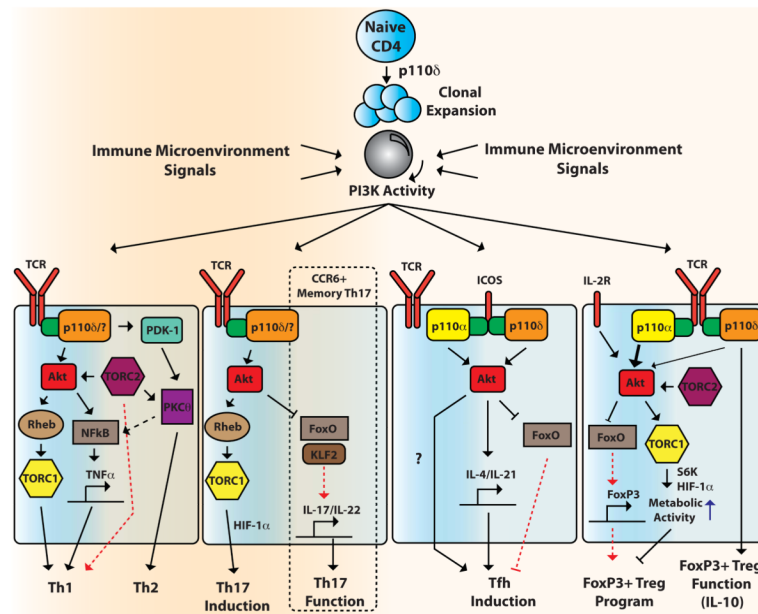 Naive
CD4
p110δ
Clonal
Expansion
Immune Microenvironment
Signals
Immune Microenvironment
Signals
PI3K Activity
TCR
p110δ/?
PDK-1
Akt
TORC2
Rheb
NFkB
PKCθ
TORC1
TNFα
Th1
Th2
TCR
CCR6+
Memory Th17
p110δ/?
Akt
Rheb
FoxO
KLF2
TORC1
IL-17/IL-22
HIF-1α
Th17
Induction
Th17
Function
TCR
ICOS
p110α
p110δ
Akt
FoxO
?
IL-4/IL-21
Tfh
Induction
IL-2R
TCR
p110α
p110δ
Akt
TORC2
FoxO
TORC1
S6K
HIF-1α
FoxP3
Metabolic
Activity
FoxP3+ Treg
Program
FoxP3+ Treg
Function
(IL-10)